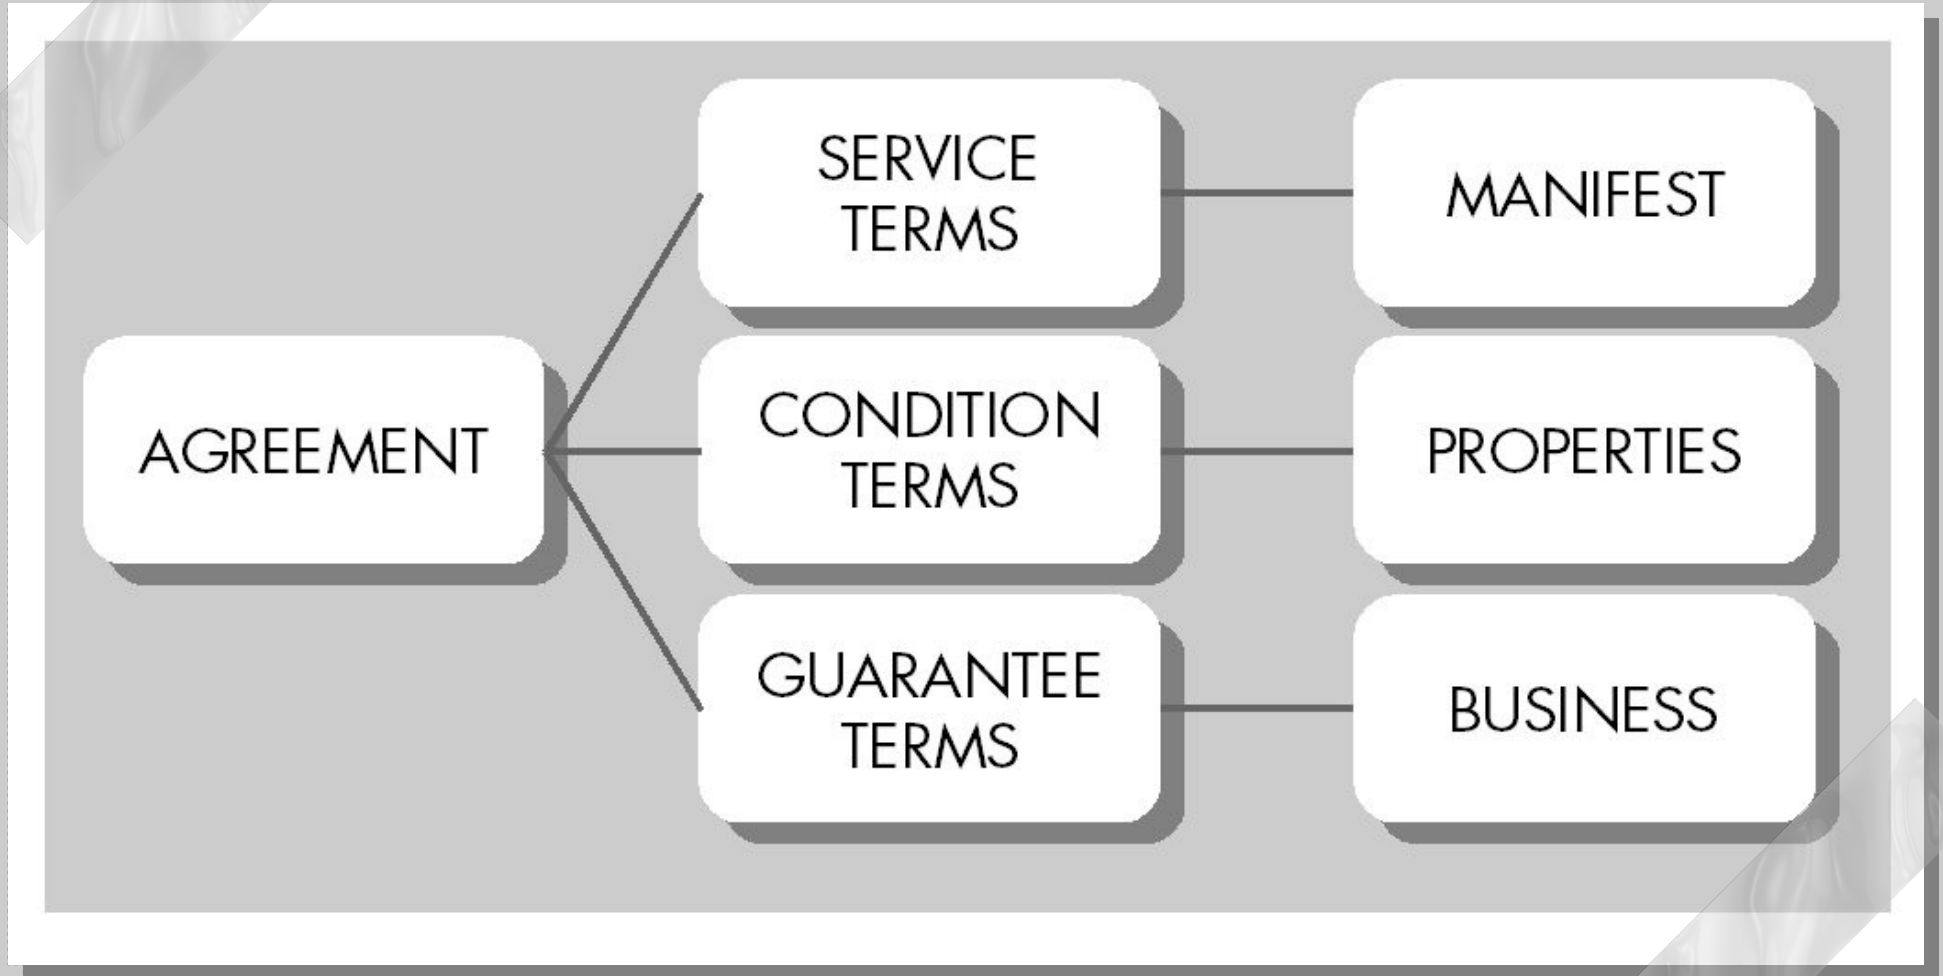 SERVICE
TERMS
MANIFEST
AGREEMENT
CONDITION
TERMS
PROPERTIES
GUARANTEE
TERMS
BUSINESS